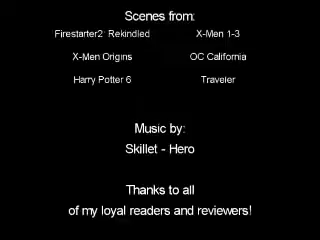 Scenes from:
Firestarter2: Rekindled X-Men 1-3
X-Men Origins OC California
Harry Potter 6 Traveler
Music by:
Skillet - Hero
Thanks to all
of my loyal readers and reviewers!